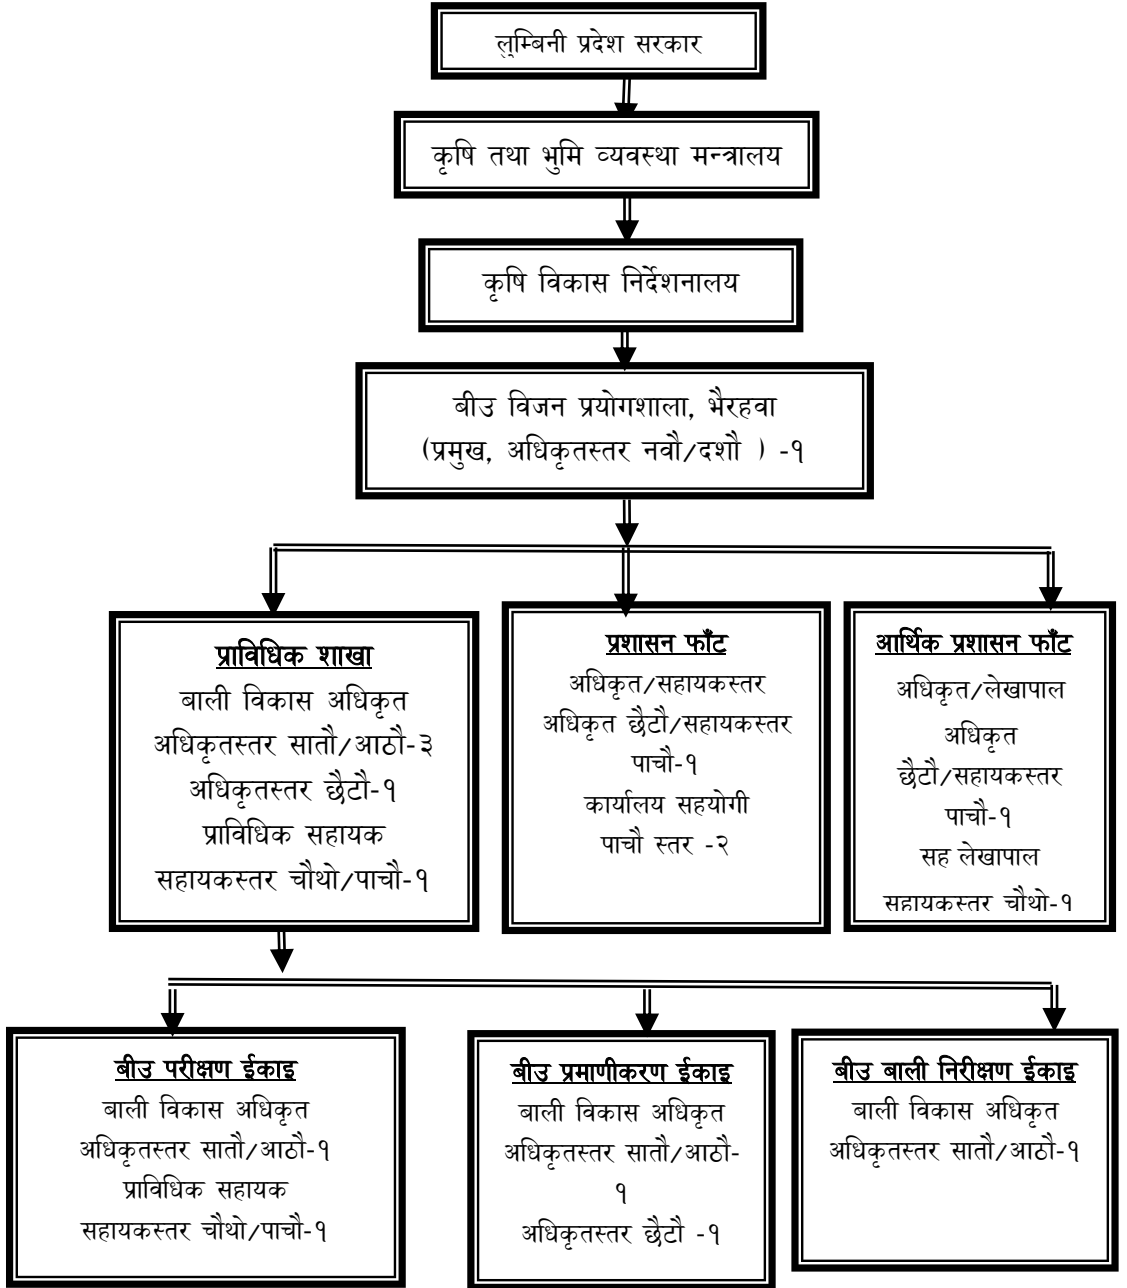 लुम्बिनी प्रदेश सरकार
कृषि तथा भुमि व्यवस्था मन्त्रालय
कृषि विकास निर्देशनालय
बीउ विजन प्रयोगशाला, भैरहवा
(प्रमुख, अधिकृतस्तर नवौ/दशौ ) -१
प्राविधिक शाखा
बाली विकास अधिकृत
अधिकृतस्तर सातौ/आठौ-३
अधिकृतस्तर छैटौ-१
प्राविधिक सहायक
सहायकस्तर चौथो/पाचौ-१
प्रशासन फाँट
अधिकृत/सहायकस्तर
अधिकृत छैटौ/सहायकस्तर
पाचौ-१
कार्यालय सहयोगी
पाचौ स्तर -२
आर्थिक प्रशासन फाँट
अधिकृत/लेखापाल
अधिकृत
छैटौ/सहायकस्तर
पाचौ-१
सह लेखापाल
सहायकस्तर चौथो-१
बीउ परीक्षण ईकाइ
बाली विकास अधिकृत
अधिकृतस्तर सातौ/आठौ-१
प्राविधिक सहायक
सहायकस्तर चौथो/पाचौ-१
बीउ प्रमाणीकरण ईकाइ
बाली विकास अधिकृत
अधिकृतस्तर सातौ/आठौ-
१
अधिकृतस्तर छैटौ -१
बीउ बाली निरीक्षण ईकाइ
बाली विकास अधिकृत
अधिकृतस्तर सातौ/आठौ-१